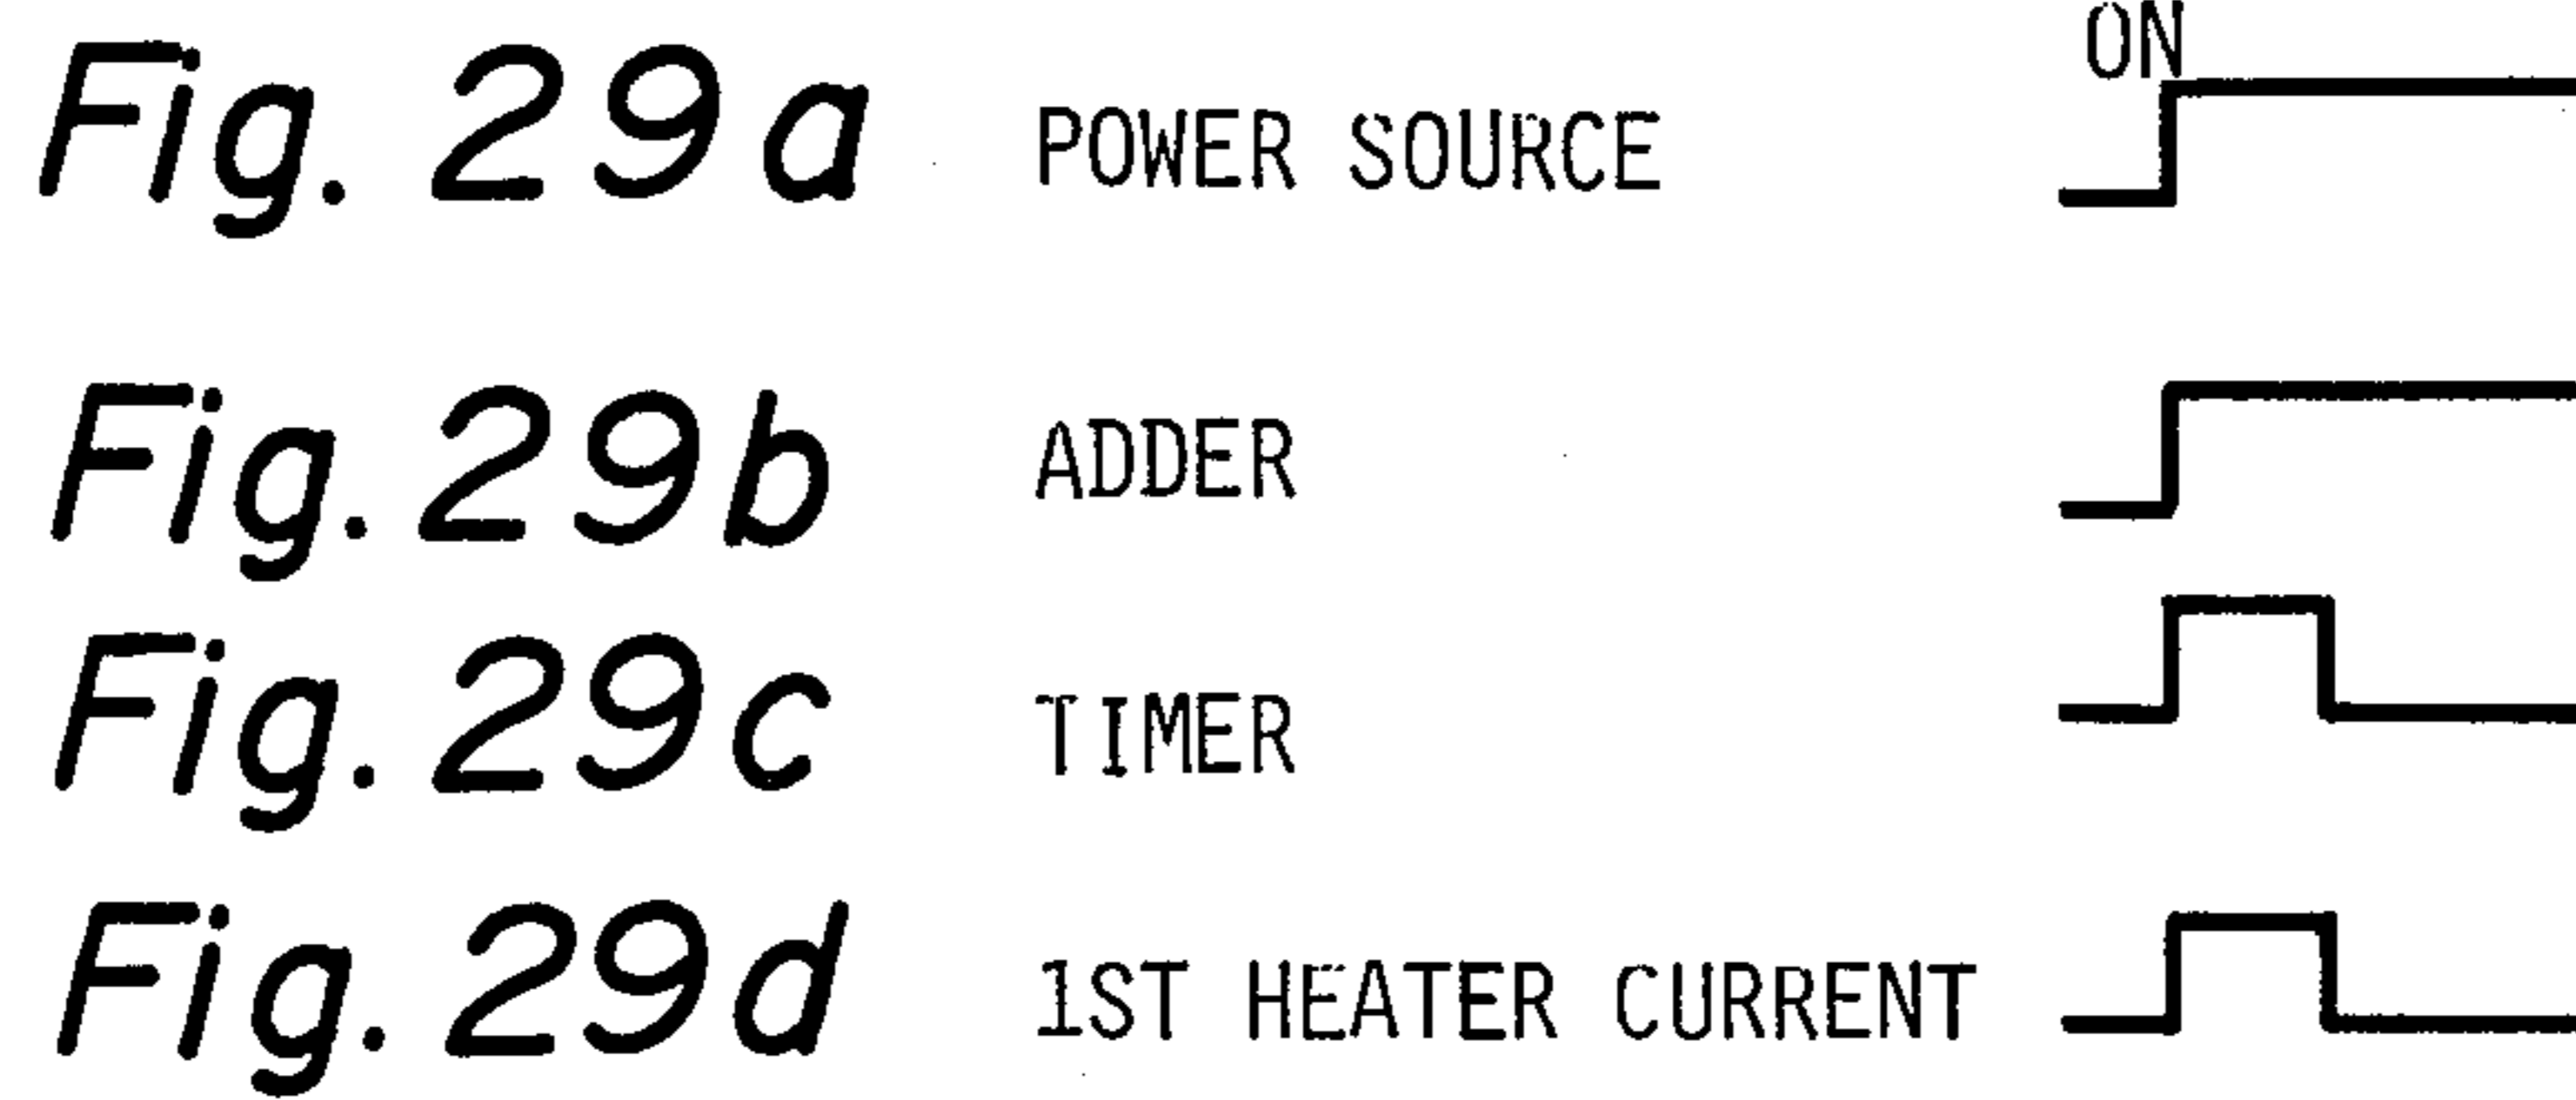 ON
Fig. 29a POWER SOURCE
Fig. 29b ADDER
Fig. 29c TIMER
Fig. 29d 1ST HEATER CURRENT